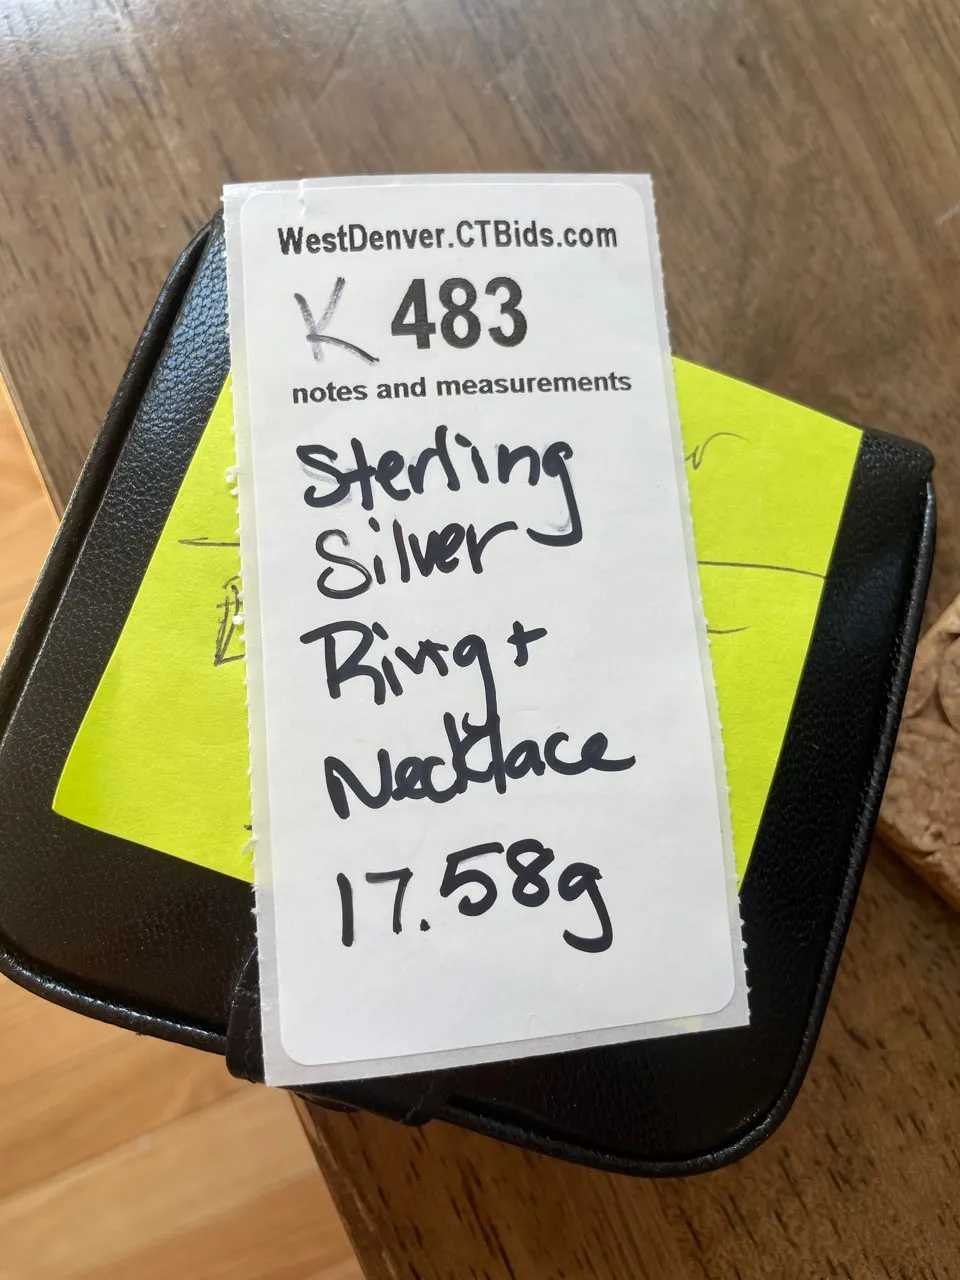 WestDenver.CTBids.com
K 483
notes and measurements
Sterling
Silver
Ring +
Necklace
17.58g